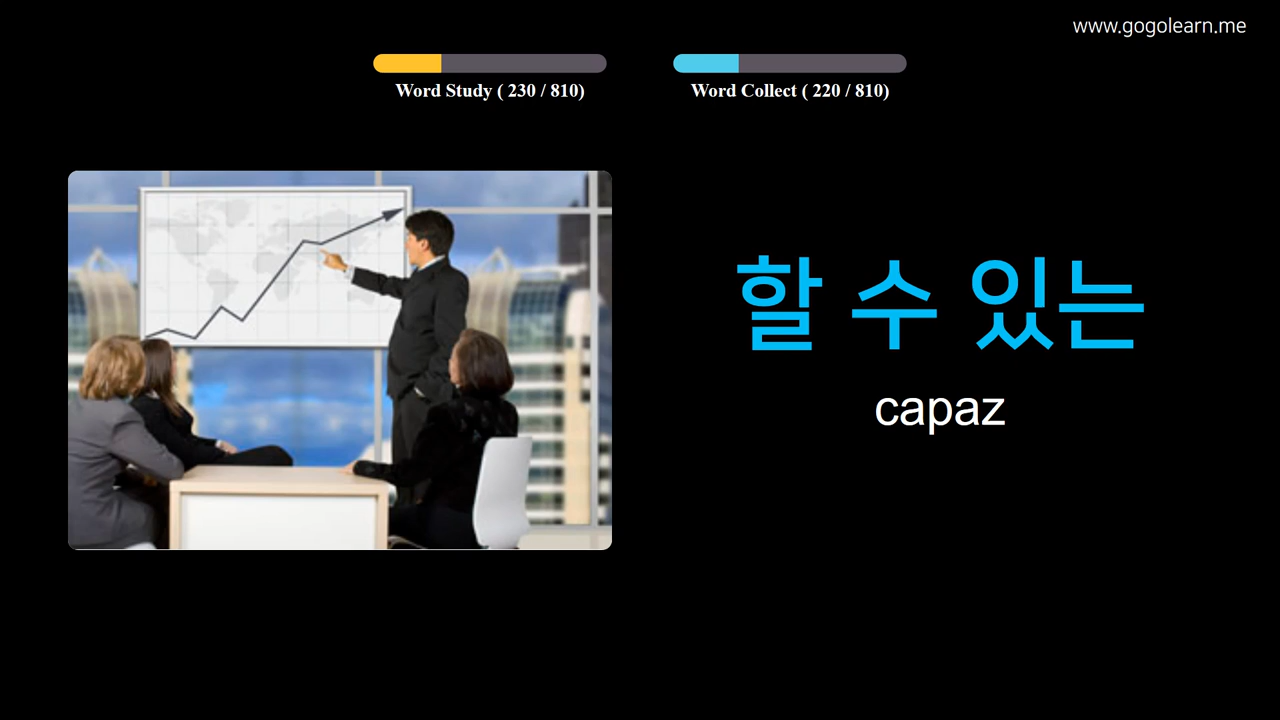 www.gogolearn.me
Word Study ( 230 / 810)
Word Collect ( 220 / 810)
할 수 있는
capaz